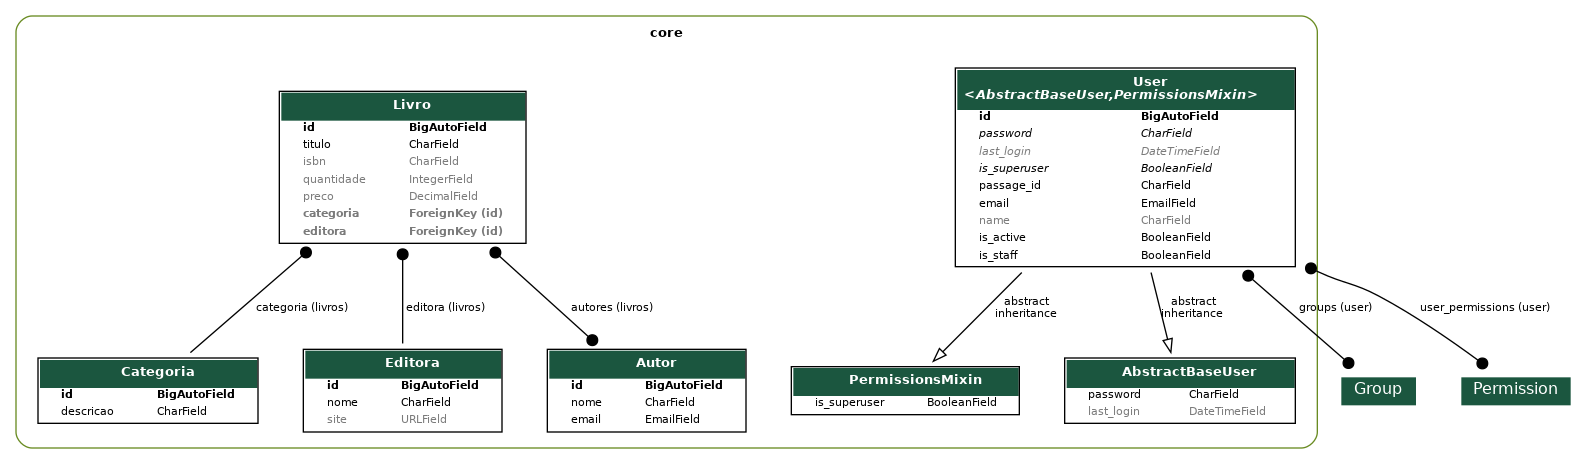 core
Livro
id BigAutoField
titulo CharField
isbn CharField
quantidade IntegerField
preco DecimalField
categoria ForeignKey (id)
editora ForeignKey (id)
User
<AbstractBaseUser,PermissionsMixin>
id BigAutoField
password CharField
last_login DateTimeField
is_superuser BooleanField
passage_id CharField
email EmailField
name CharField
is_active BooleanField
is_staff BooleanField
categoria (livros)
editora (livros)
autores (livros)
abstract
inheritance
abstract
inheritance
groups (user)
user_permissions (user)
Categoria
id BigAutoField
descricao CharField
Editora
id BigAutoField
nome CharField
site URLField
Autor
id BigAutoField
nome CharField
email EmailField
PermissionsMixin
is_superuser BooleanField
AbstractBaseUser
password CharField
last_login DateTimeField
Group
Permission